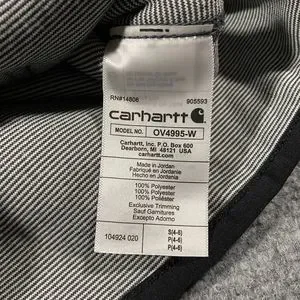 RN#14806 905593
carhartt
MODEL NO. OV4995-W
Carhartt, Inc. P.O. Box 600
Dearborn, MI 48121 USA
carhartt.com
Made in Jordan
Fabriqué en Jordanie
Hecho en Jordania
100% Polyester
100% Polyester
100% Poliéster
Exclusive Trimming
Sauf Garnitures
Excepto Adornos
104924 020
S(4-6)
P(4-6)
P(4-6)